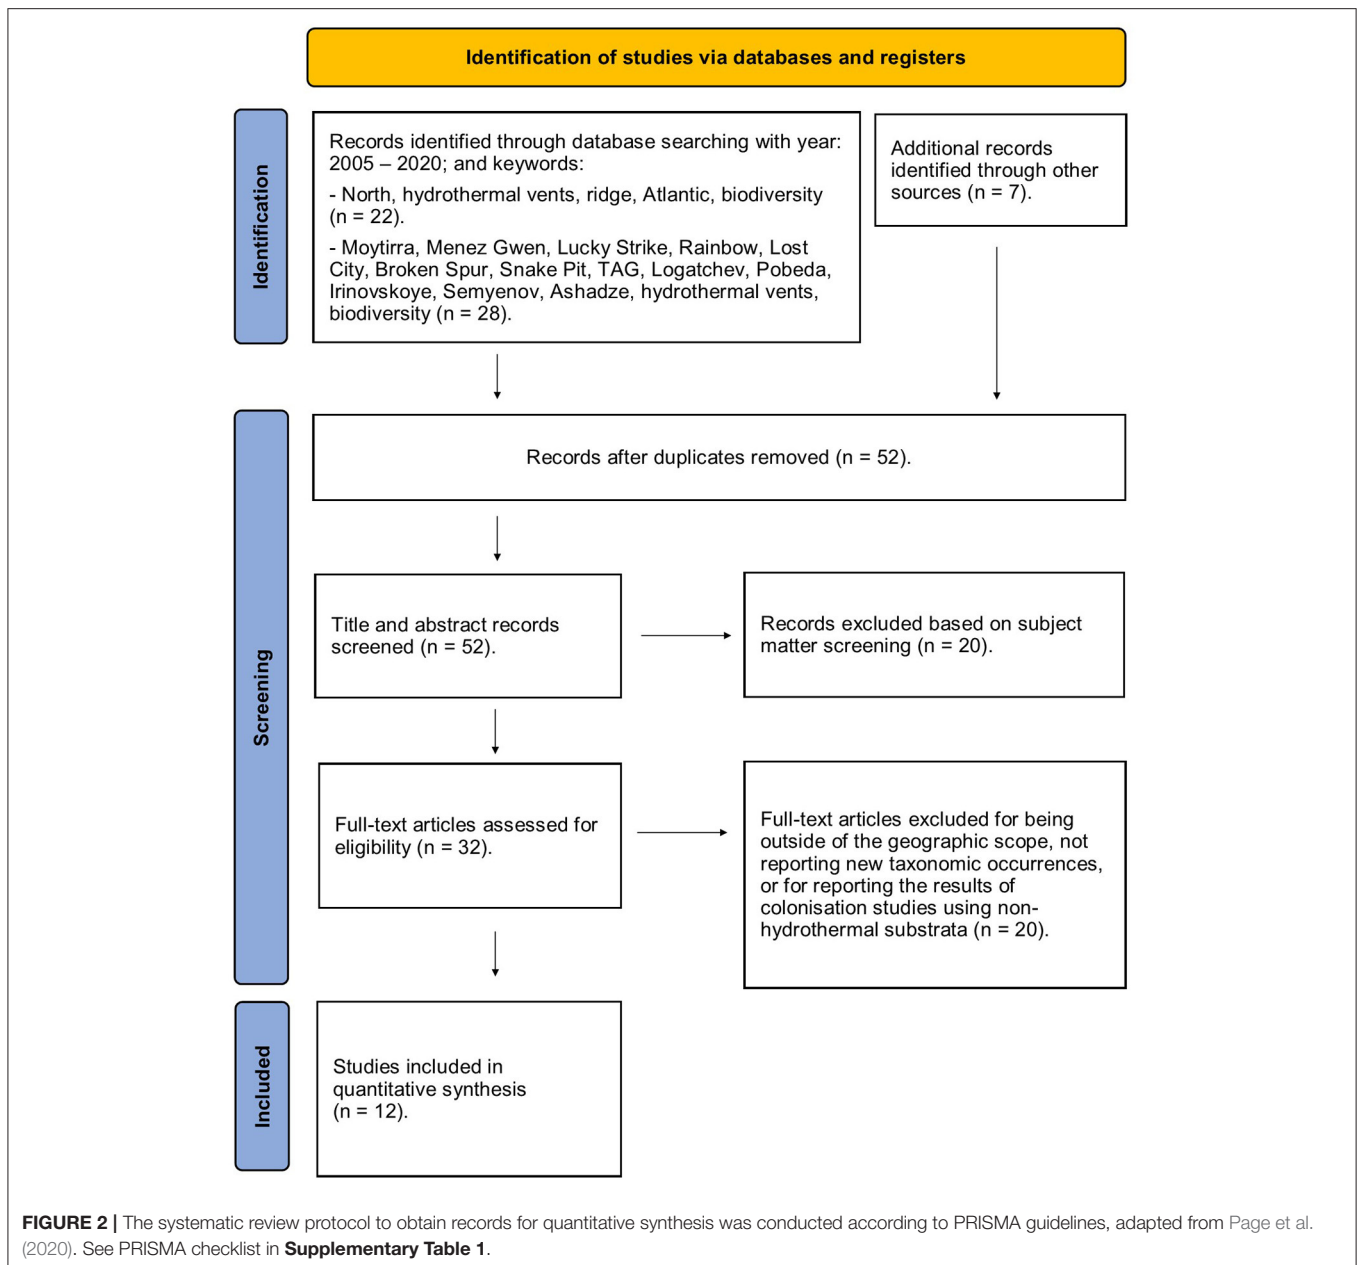 Identification of studies via databases and registers
Identification
Records identified through database searching with year:
2005 – 2020; and keywords:
- North, hydrothermal vents, ridge, Atlantic, biodiversity
(n = 22).
- Moytirra, Menez Gwen, Lucky Strike, Rainbow, Lost
City, Broken Spur, Snake Pit, TAG, Logatchev, Pobeda,
Irinovskoye, Semyenov, Ashadze, hydrothermal vents,
biodiversity (n = 28).
Additional records
identified through other
sources (n = 7).
Screening
Records after duplicates removed (n = 52).
Title and abstract records
screened (n = 52).
Records excluded based on subject
matter screening (n = 20).
Full-text articles assessed for
eligibility (n = 32).
Full-text articles excluded for being
outside of the geographic scope, not
reporting new taxonomic occurrences,
or for reporting the results of
colonisation studies using non-
hydrothermal substrata (n = 20).
Included
Studies included in
quantitative synthesis
(n = 12).
FIGURE 2 | The systematic review protocol to obtain records for quantitative synthesis was conducted according to PRISMA guidelines, adapted from Page et al.
(2020). See PRISMA checklist in Supplementary Table 1.